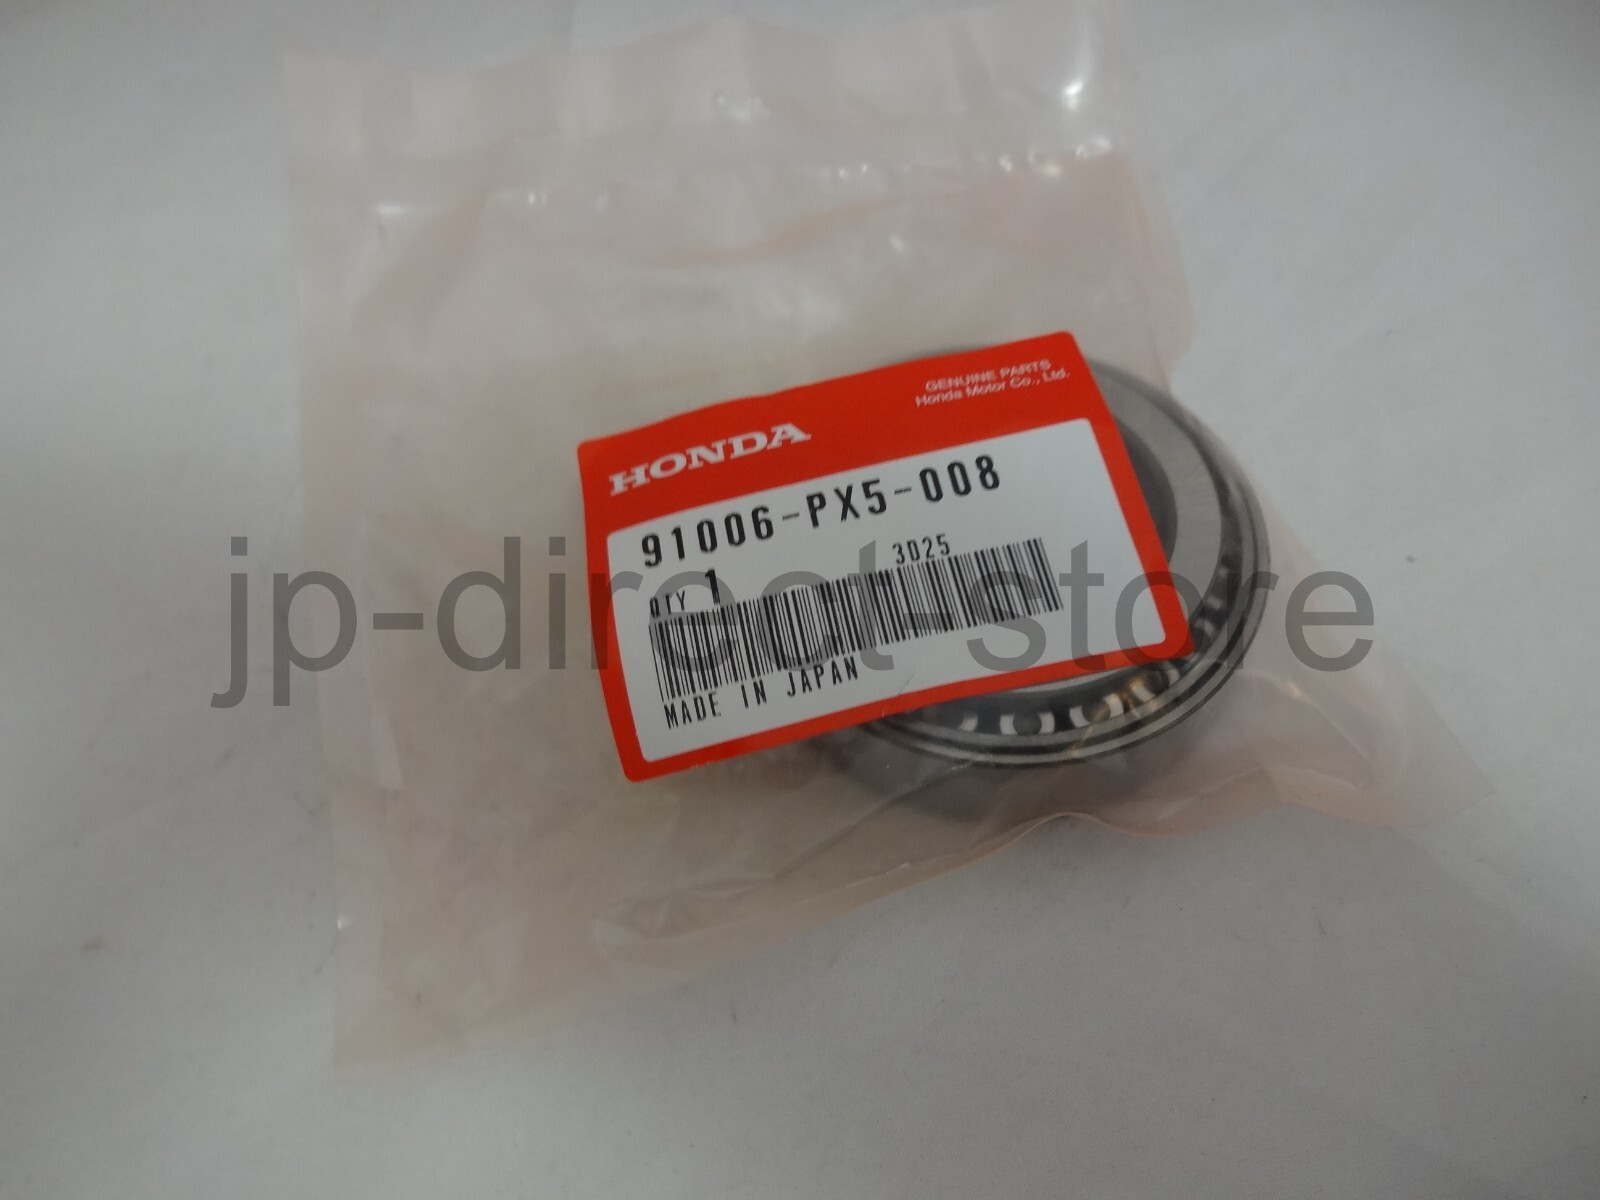 GENUINE PARTS
Honda Motor Co., Ltd.
HONDA
91006-PX5-008
3D25
QTY 1
MADE IN JAPAN
jp-direct-store